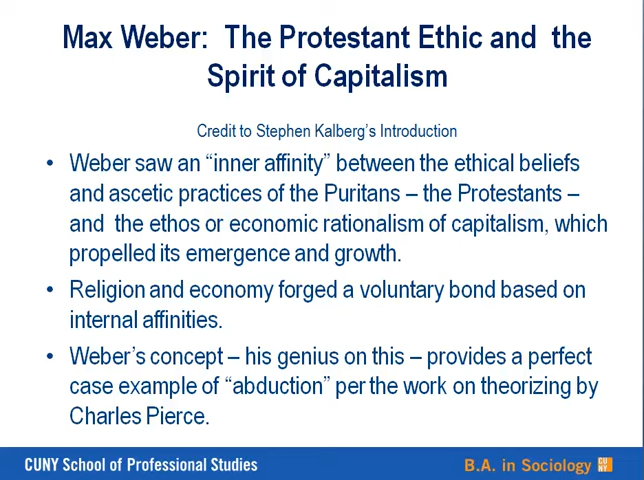 Max Weber: The Protestant Ethic and the
Spirit of Capitalism
Credit to Stephen Kalberg's Introduction
• Weber saw an "inner affinity" between the ethical beliefs
and ascetic practices of the Puritans – the Protestants –
and the ethos or economic rationalism of capitalism, which
propelled its emergence and growth.
• Religion and economy forged a voluntary bond based on
internal affinities.
• Weber's concept – his genius on this – provides a perfect
case example of "abduction" per the work on theorizing by
Charles Pierce.
CUNY School of Professional Studies
B.A. in Sociology
CU
NY